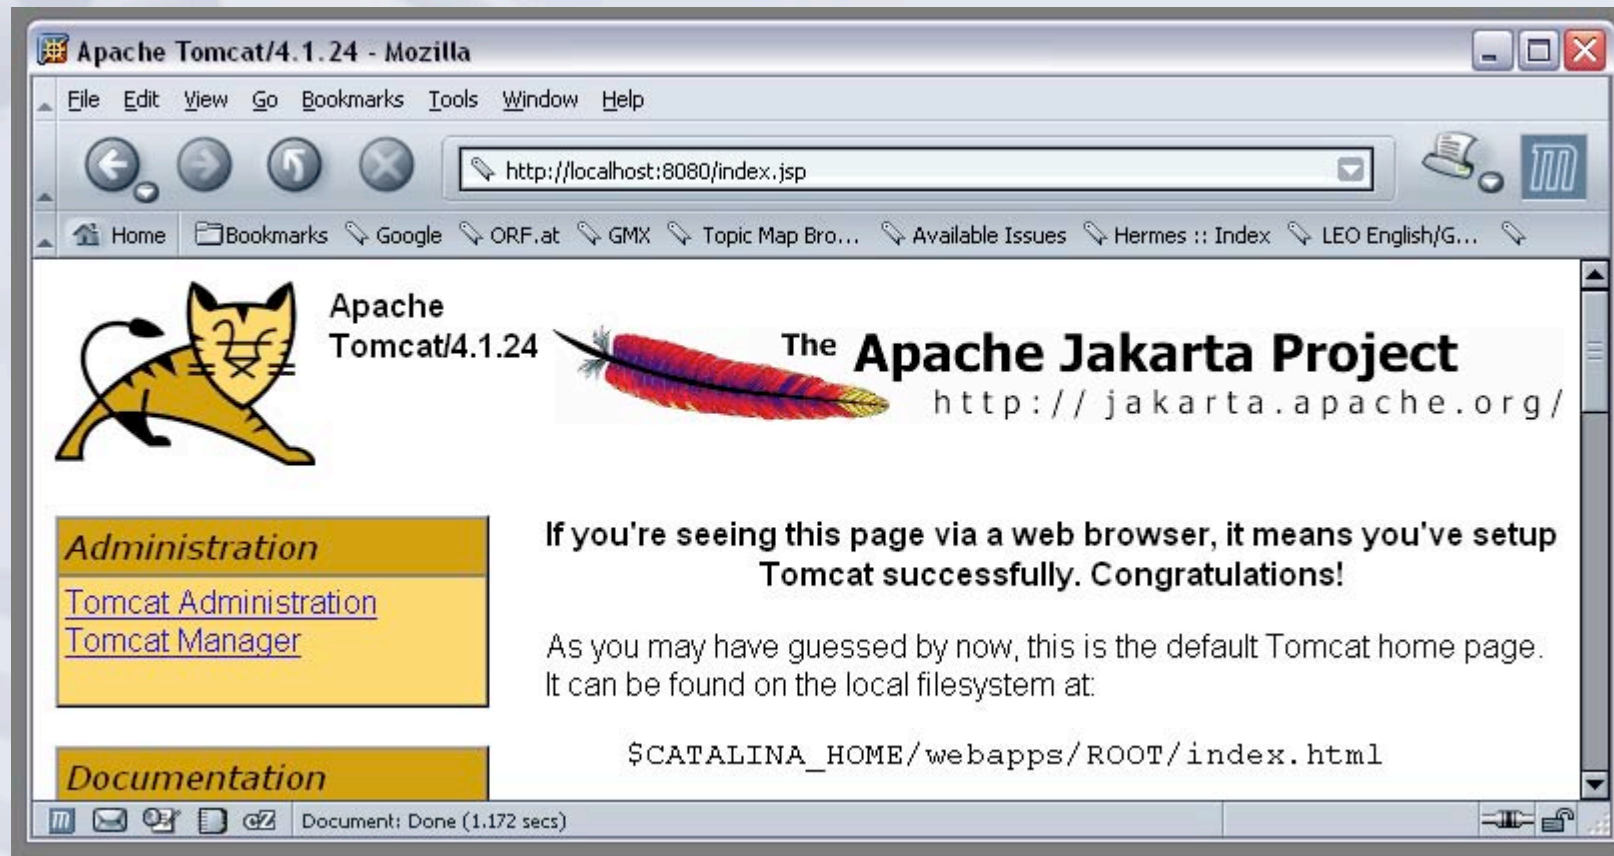 Apache Tomcat/4.1.24 - Mozilla
File Edit View Go Bookmarks Tools Window Help
http://localhost:8080/index.jsp
Home Bookmarks Google ORF.at GMX Topic Map Bro... Available Issues Hermes :: Index LEO English/G...
Apache
Tomcat/4.1.24
The Apache Jakarta Project
http://jakarta.apache.org/
Administration
Tomcat Administration
Tomcat Manager
Documentation
If you're seeing this page via a web browser, it means you've setup
Tomcat successfully. Congratulations!
As you may have guessed by now, this is the default Tomcat home page.
It can be found on the local filesystem at:
$CATALINA_HOME/webapps/ROOT/index.html
Document: Done (1.172 secs)